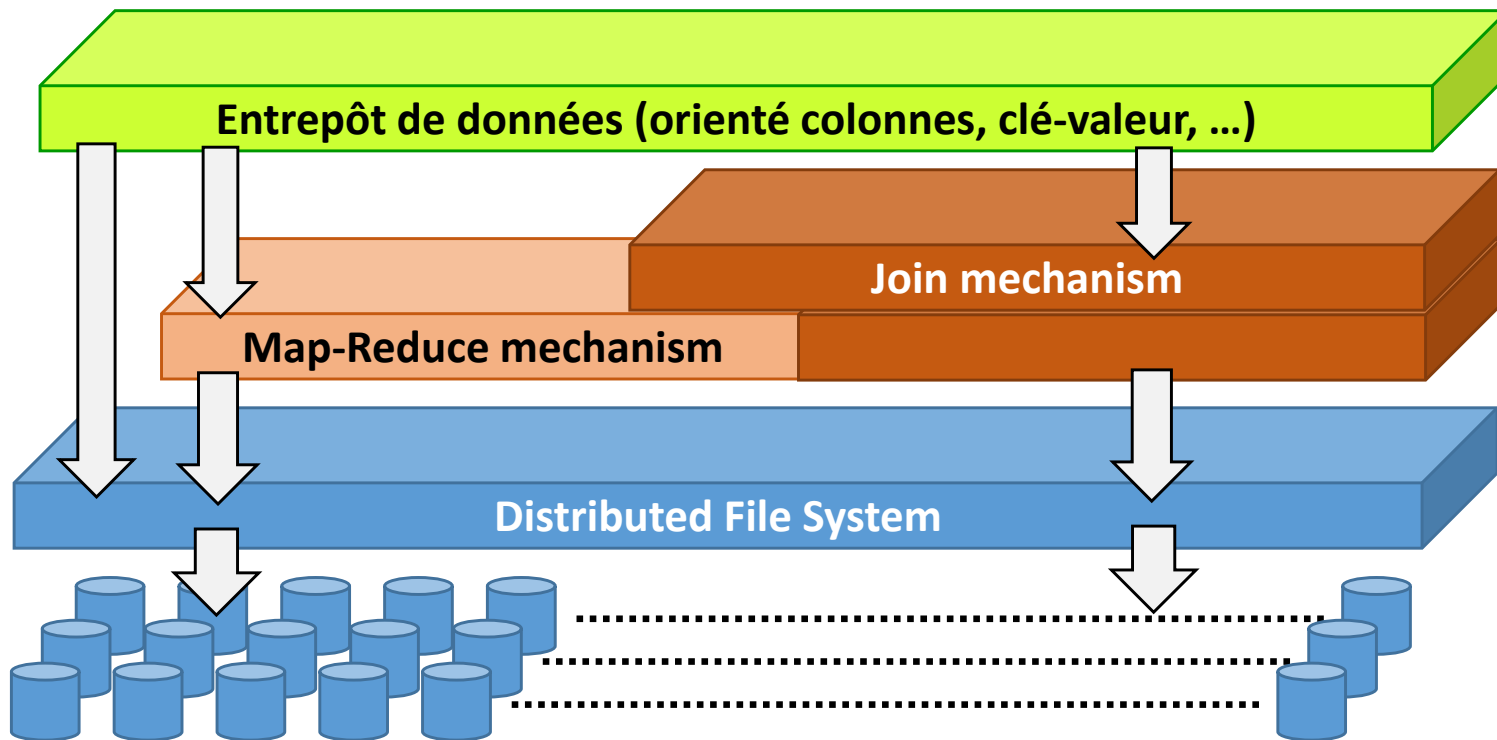 Entrepôt de données (orienté colonnes, clé-valeur, …)
Join mechanism
Map-Reduce mechanism
Distributed File System